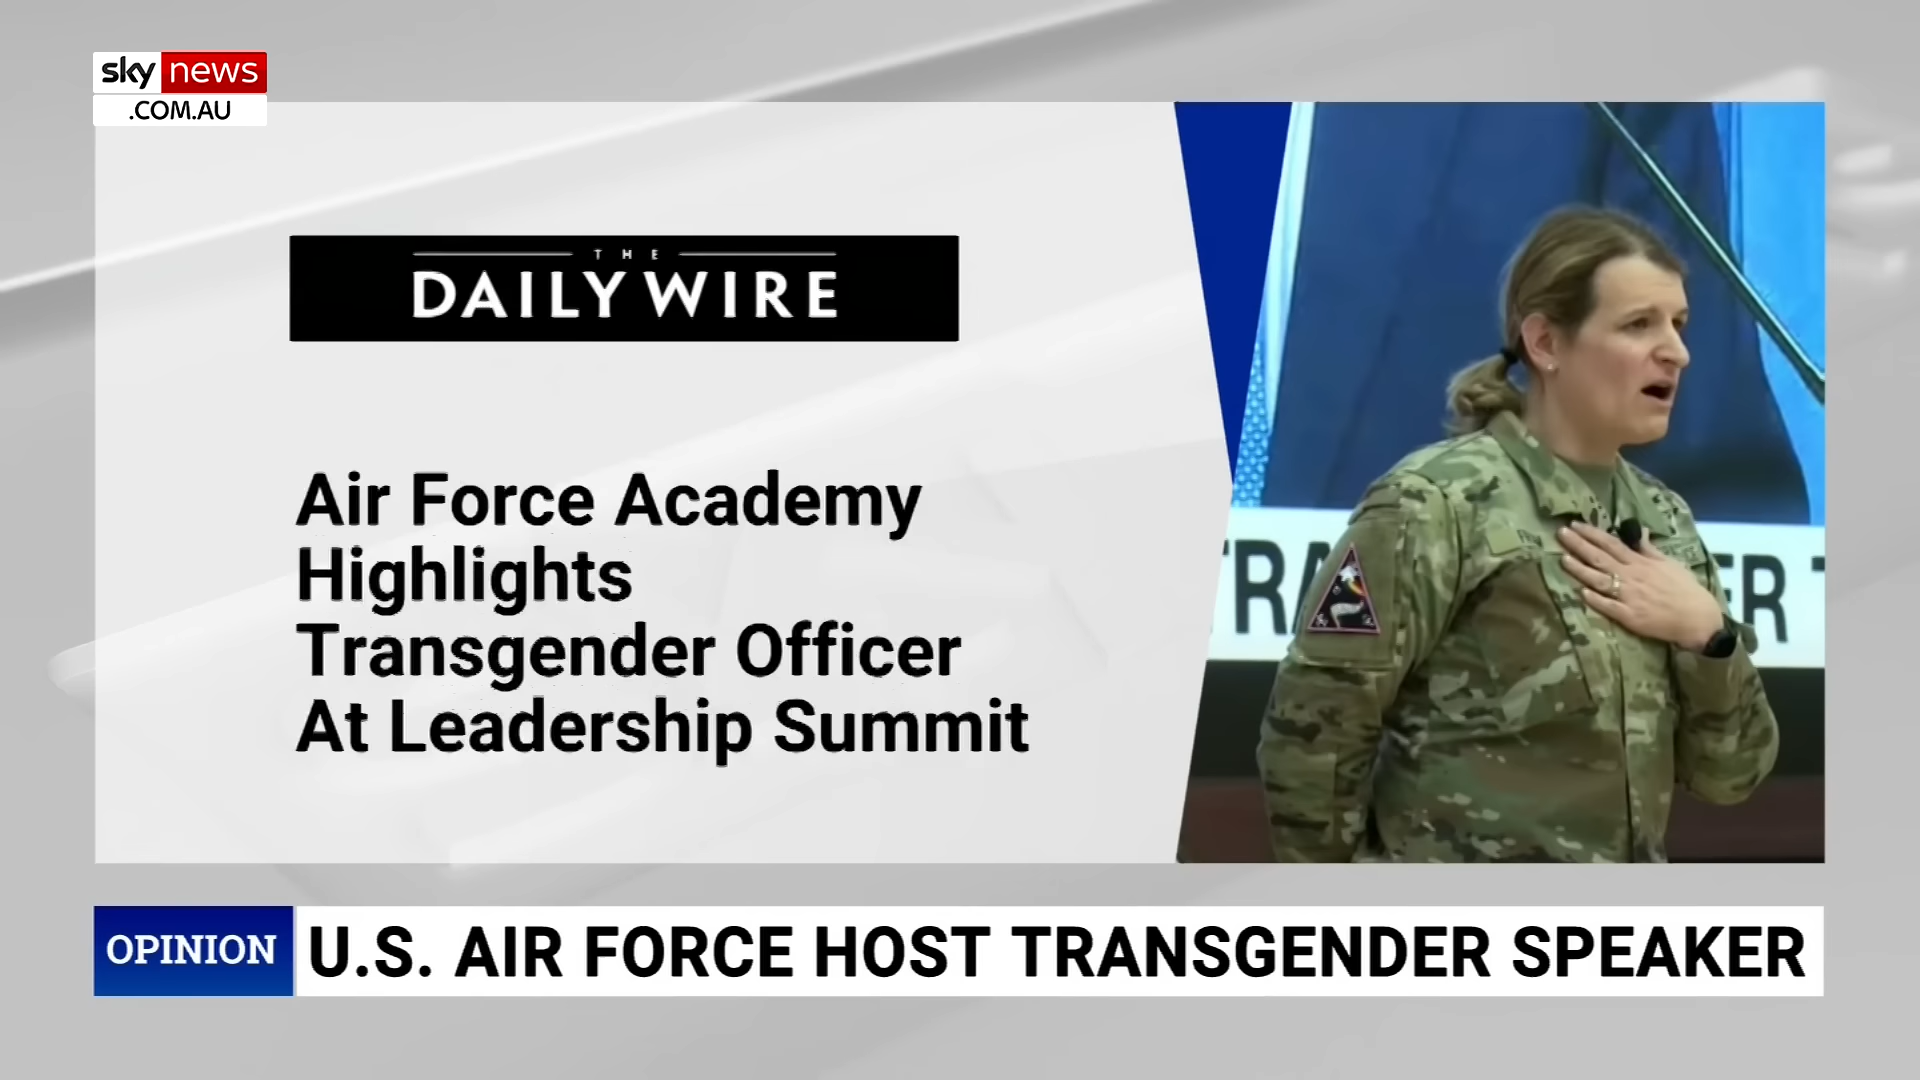 sky news
.COM.AU
THE
DAILY WIRE
Air Force Academy
Highlights
Transgender Officer
At Leadership Summit
OPINION
U.S. AIR FORCE HOST TRANSGENDER SPEAKER